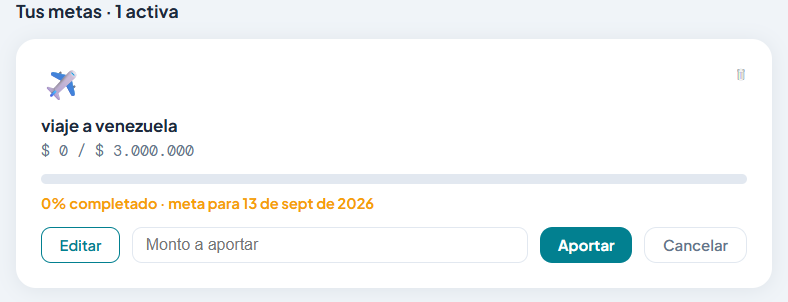 Tus metas · 1 activa
viaje a venezuela
$ 0 / $ 3.000.000
0% completado · meta para 13 de sept de 2026
Editar
Monto a aportar
Aportar
Cancelar